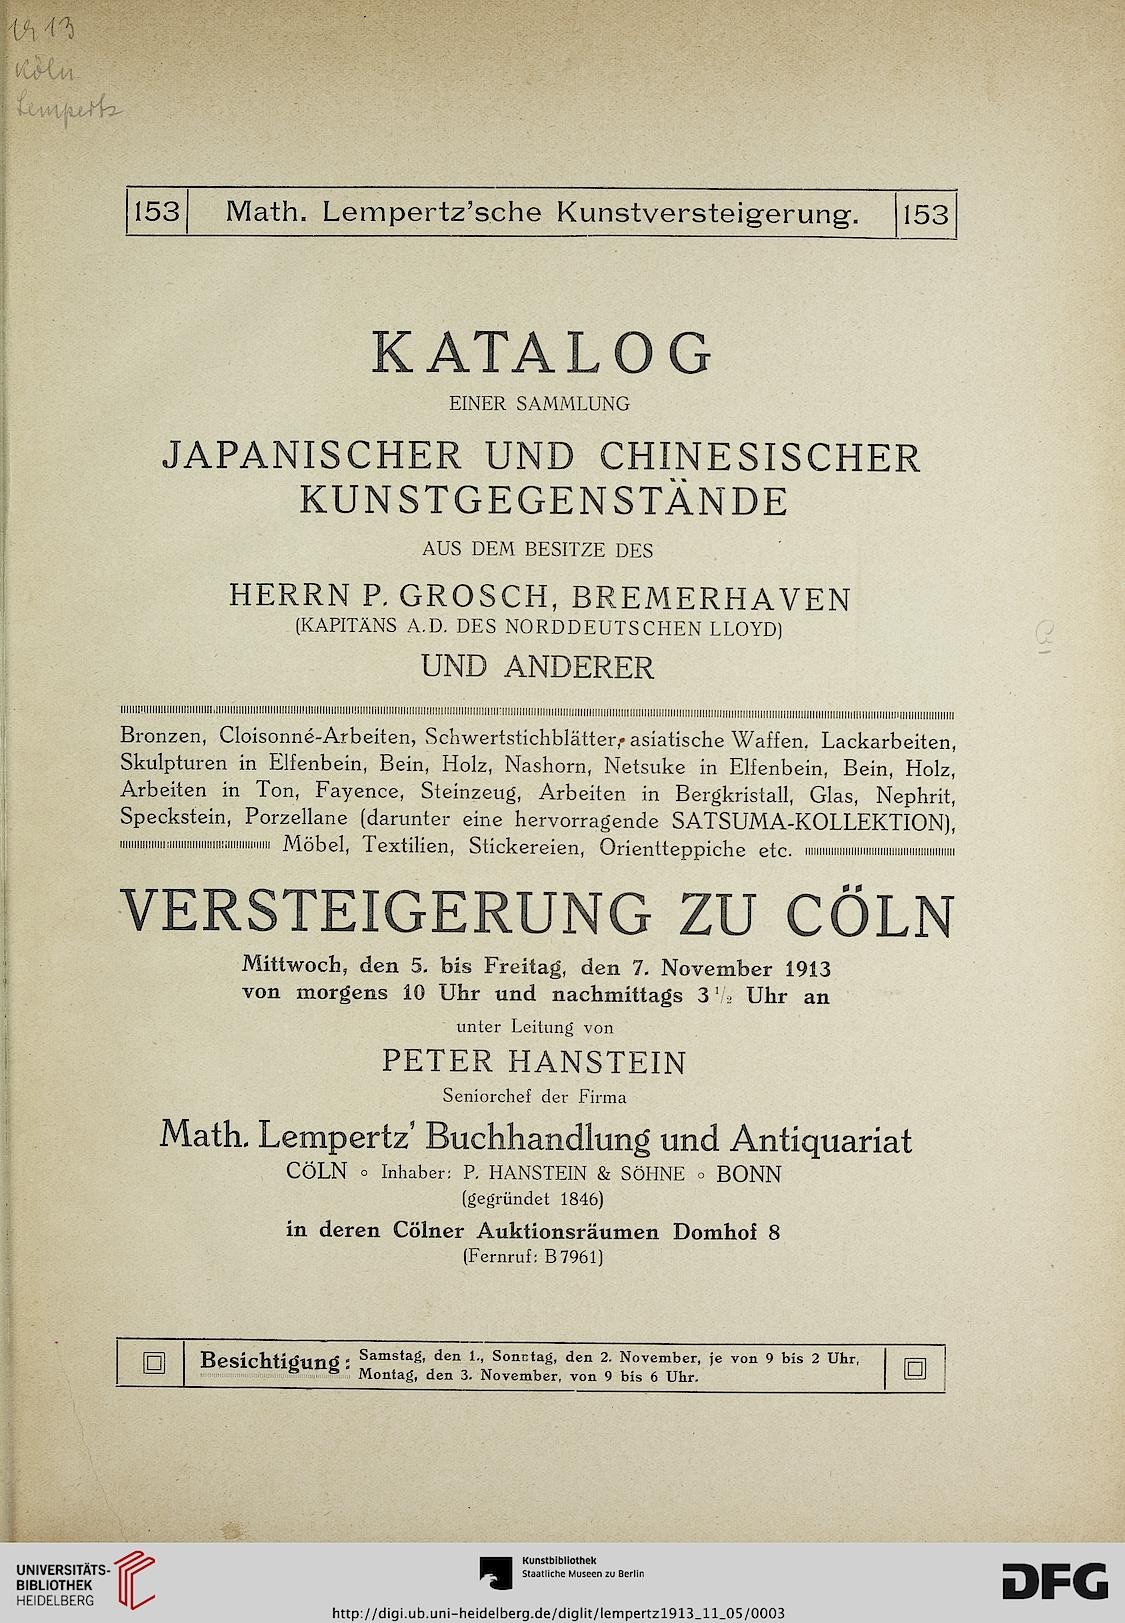 1913
Köln
Lempertz
153 Math. Lempertz'sche Kunstversteigerung. 153
KATALOG
EINER SAMMLUNG
JAPANISCHER UND CHINESISCHER
KUNSTGEGENSTÄNDE
AUS DEM BESITZE DES
HERRN P. GROSCH, BREMERHAVEN
(KAPITÄNS A.D. DES NORDDEUTSCHEN LLOYD)
UND ANDERER
Bronzen, Cloisonné-Arbeiten, Schwertstichblätter, asiatische Waffen, Lackarbeiten,
Skulpturen in Elfenbein, Bein, Holz, Nashorn, Netsuke in Elfenbein, Bein, Holz,
Arbeiten in Ton, Fayence, Steinzeug, Arbeiten in Bergkristall, Glas, Nephrit,
Speckstein, Porzellane (darunter eine hervorragende SATSUMA-KOLLEKTION),
Möbel, Textilien, Stickereien, Orientteppiche etc.
VERSTEIGERUNG ZU CÖLN
Mittwoch, den 5. bis Freitag, den 7. November 1913
von morgens 10 Uhr und nachmittags 3 1/2 Uhr an
unter Leitung von
PETER HANSTEIN
Seniorchef der Firma
Math. Lempertz' Buchhandlung und Antiquariat
CÖLN ∘ Inhaber: P. HANSTEIN & SÖHNE ∘ BONN
(gegründet 1846)
in deren Cölner Auktionsräumen Domhof 8
(Fernruf: B 7961)
Besichtigung: Samstag, den 1., Sonntag, den 2. November, je von 9 bis 2 Uhr,
Montag, den 3. November, von 9 bis 6 Uhr.
UNIVERSITÄTS-
BIBLIOTHEK
HEIDELBERG
Kunstbibliothek
Staatliche Museen zu Berlin
DFG
http://digi.ub.uni-heidelberg.de/diglit/lempertz1913_11_05/0003